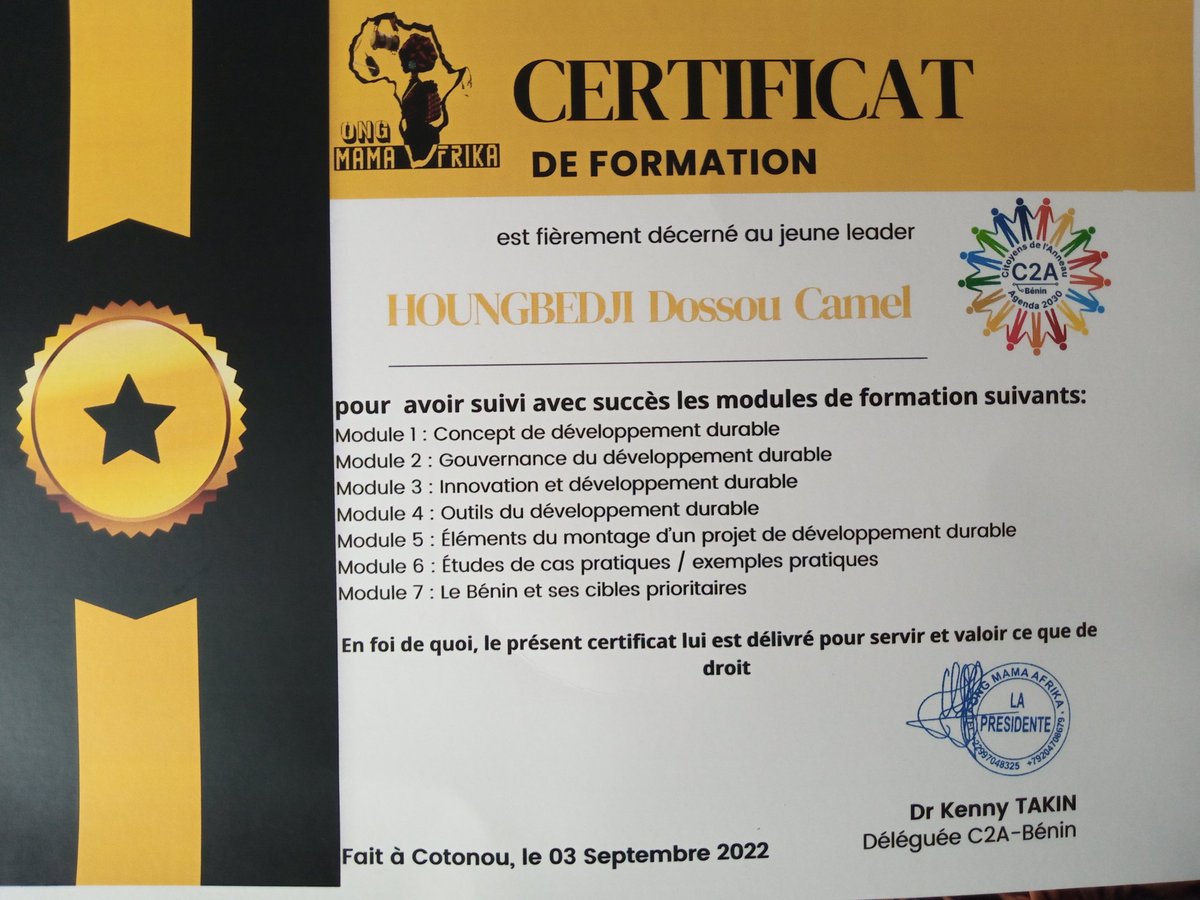 ONG
MAMA AFRIKA
CERTIFICAT
DE FORMATION
est fièrement décerné au jeune leader
HOUNGBEDJI Dossou Camel
Citoyens de l'Anneau
C2A
Bénin
Agenda 2030
pour avoir suivi avec succès les modules de formation suivants:
Module 1 : Concept de développement durable
Module 2 : Gouvernance du développement durable
Module 3 : Innovation et développement durable
Module 4 : Outils du développement durable
Module 5 : Éléments du montage d'un projet de développement durable
Module 6 : Études de cas pratiques / exemples pratiques
Module 7 : Le Bénin et ses cibles prioritaires
En foi de quoi, le présent certificat lui est délivré pour servir et valoir ce que de
droit
ONG MAMA AFRIKA
LA
PRESIDENTE
Dr Kenny TAKIN
Déléguée C2A-Bénin
Fait à Cotonou, le 03 Septembre 2022